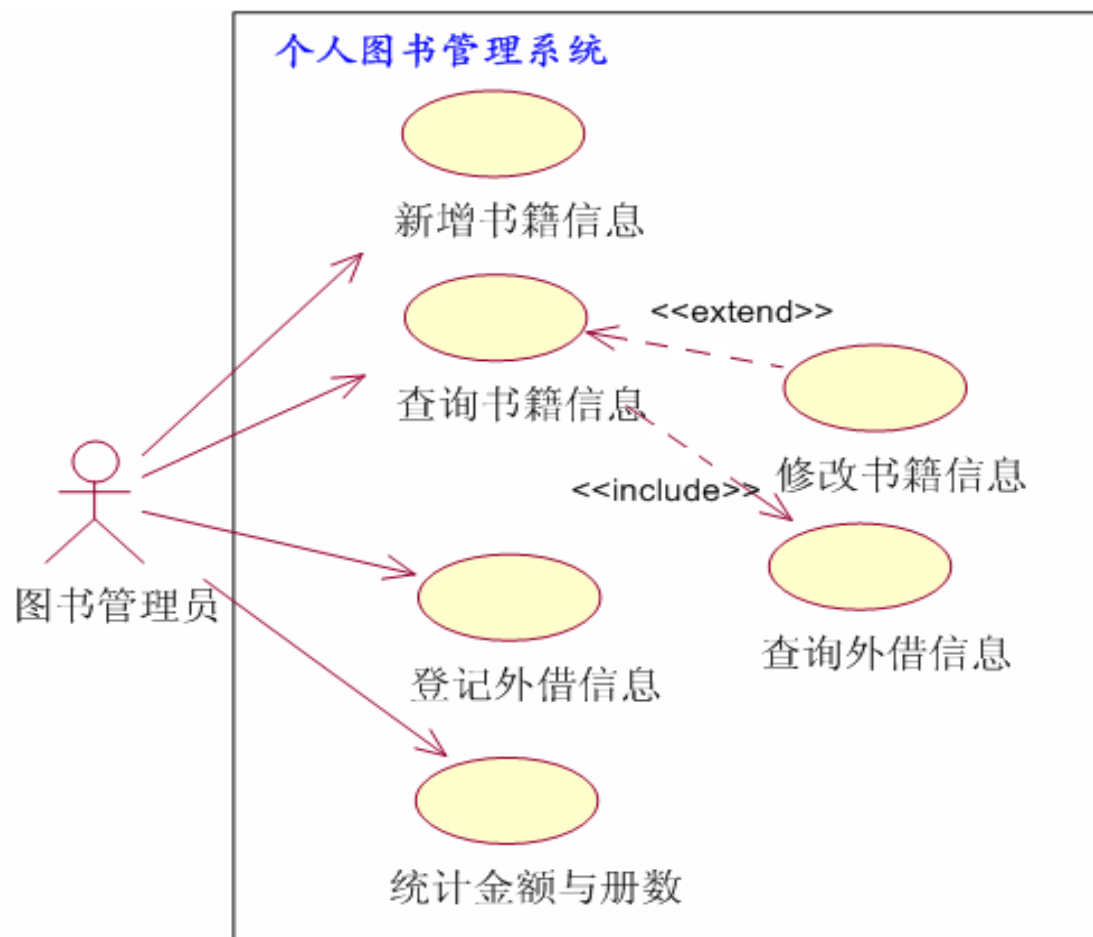 个人图书管理系统
新增书籍信息
<<extend>>
查询书籍信息
修改书籍信息
<<include>>
图书管理员
登记外借信息
查询外借信息
统计金额与册数